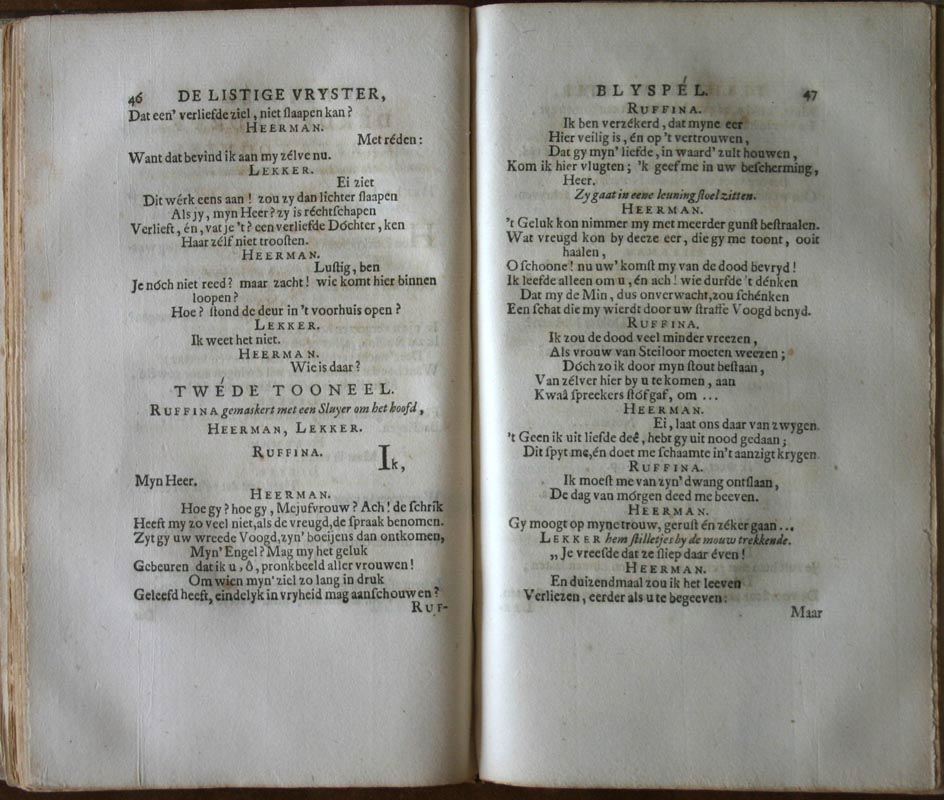 46 DE LISTIGE VRYSTER,
Dat een' verliefde ziel, niet ſlaapen kan?
HEERMAN.
Met réden:
Want dat bevind ik aan my zélve nu.
LEKKER.
Ei ziet
Dit wérk eens aan! zou zy dan lichter ſlaapen
Als jy, myn Heer? zy is réchtſchapen
Verlieft, én, vat je 't? een verliefde Dóchter, ken
Haar zélf niet trooſten.
HEERMAN.
Luſtig, ben
Je nóch niet reed? maar zacht! wie komt hier binnen
loopen?
Hoe? ſtond de deur in 't voorhuis open?
LEKKER.
Ik weet het niet.
HEERMAN.
Wie is daar?
TWÉDE TOONEEL.
RUFFINA gemaskert met een Sluyer om het hoofd,
HEERMAN, LEKKER.
RUFFINA.
Ik,
Myn Heer.
HEERMAN.
Hoe gy? hoe gy, Mejufvrouw? Ach! de ſchrik
Heeft my zo veel niet, als de vreugd, de ſpraak benomen.
Zyt gy uw wreede Voogd, zyn' boeijens dan ontkomen,
Myn' Engel? Mag my het geluk
Gebeuren dat ik u, ô, pronkbeeld aller vrouwen!
Om wien myn' ziel zo lang in druk
Geleefd heeft, eindelyk in vryheid mag aanſchouwen?
RUF-
BLYSPÉL. 47
RUFFINA.
Ik ben verzékerd, dat myne eer
Hier veilig is, én op 't vertrouwen,
Dat gy myn' liefde, in waard' zult houwen,
Kom ik hier vlugten; 'k geef me in uw beſcherming,
Heer.
Zy gaat in eene leuning ſtoel zitten.
HEERMAN.
't Geluk kon nimmer my met meerder gunſt beſtraalen.
Wat vreugd kon by deeze eer, die gy me toont, ooit
haalen,
O ſchoone! nu uw' komſt my van de dood bevryd!
Ik leefde alleen om u, én ach! wie durfde 't dénken
Dat my de Min, dus onverwacht, zou ſchénken
Een ſchat die my wierdt door uw ſtraffe Voogd benyd.
RUFFINA.
Ik zou de dood veel minder vreezen,
Als vrouw van Steiloor moeten weezen;
Dóch zo ik door myn ſtout beſtaan,
Van zélver hier by u te komen, aan
Kwaâ ſpreekers ſtóf gaf, om ...
HEERMAN.
Ei, laat ons daar van zwygen.
't Geen ik uit liefde deê, hebt gy uit nood gedaan;
Dit ſpyt me, én doet me ſchaamte in't aanzigt krygen.
RUFFINA.
Ik moeſt me van zyn' dwang ontſlaan,
De dag van mórgen deed me beeven.
HEERMAN.
Gy moogt op myne trouw, geruſt én zéker gaan ...
LEKKER hem ſtilletjes by de mouw trekkende.
„ Je vreeſde dat ze ſliep daar éven!
HEERMAN.
En duizendmaal zou ik het leeven
Verliezen, eerder als u te begeeven:
Maar